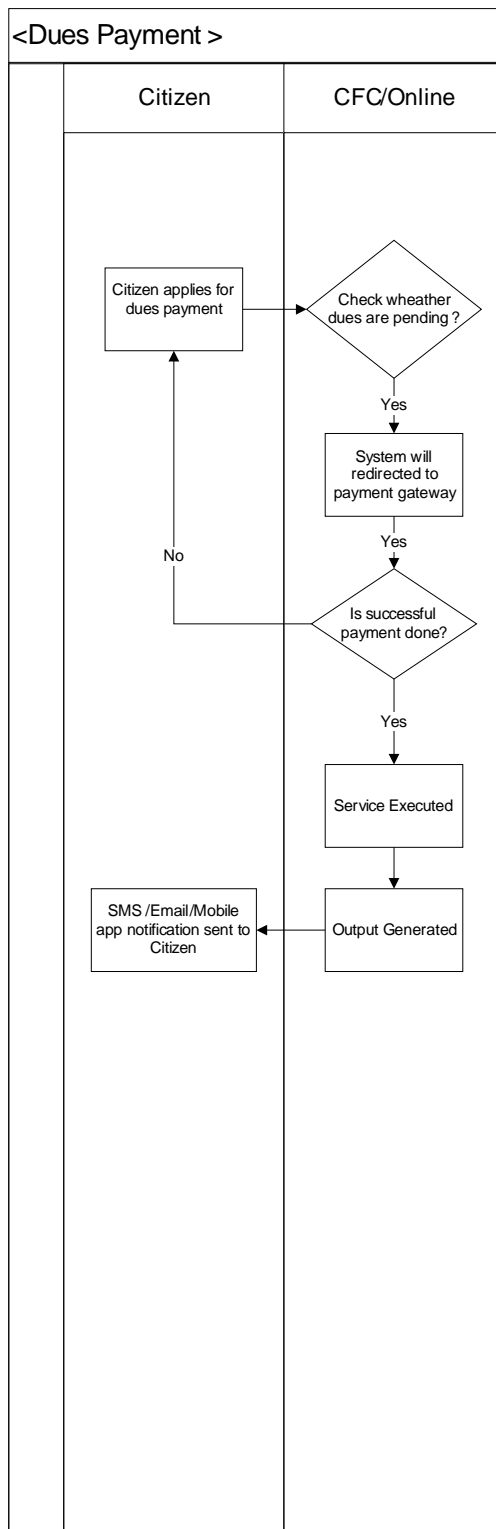 <Dues Payment >
Citizen
CFC/Online
Citizen applies for
dues payment
Check wheather
dues are pending ?
Yes
System will
redirected to
payment gateway
Yes
No
Is successful
payment done?
Yes
Service Executed
SMS /Email/Mobile
app notification sent to
Citizen
Output Generated